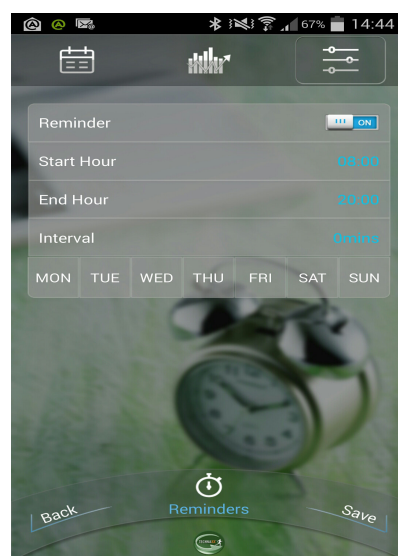 67% 14:44
Reminder ON
Start Hour 08:00
End Hour 20:00
Interval 0mins
MON TUE WED THU FRI SAT SUN
Reminders
Back Save